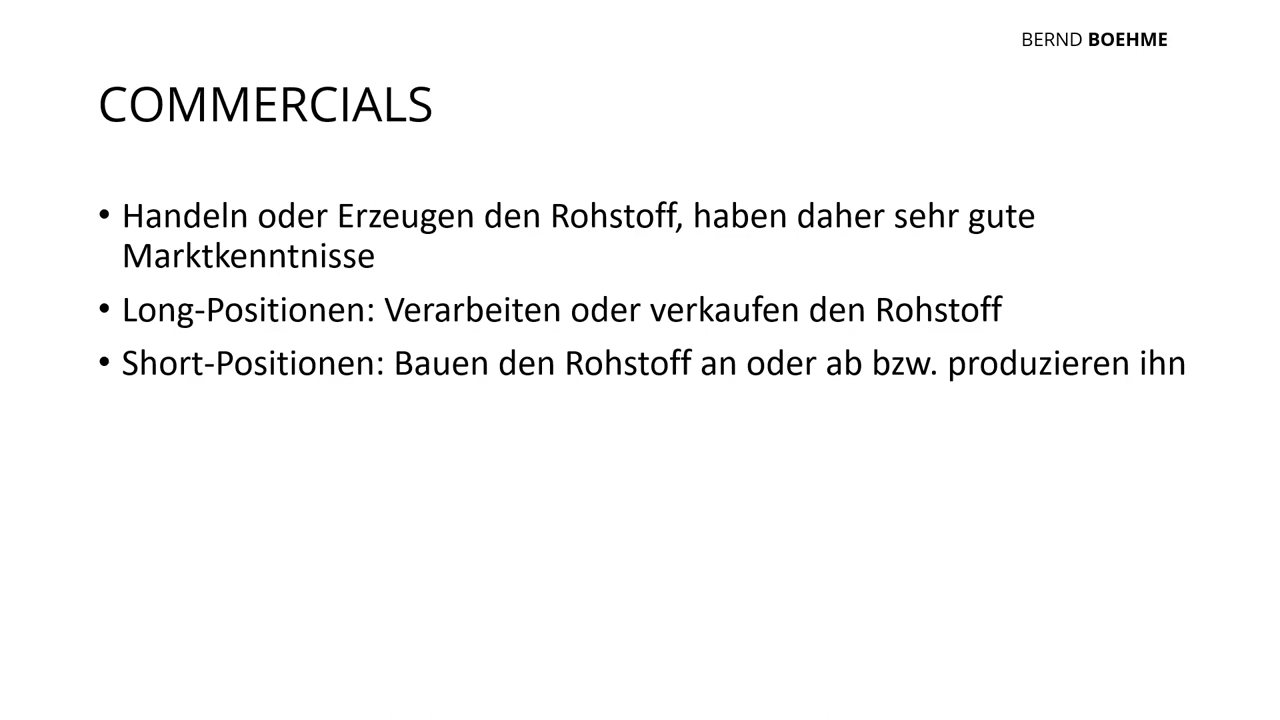 BERND BOEHME
COMMERCIALS
• Handeln oder Erzeugen den Rohstoff, haben daher sehr gute
Marktkenntnisse
• Long-Positionen: Verarbeiten oder verkaufen den Rohstoff
• Short-Positionen: Bauen den Rohstoff an oder ab bzw. produzieren ihn